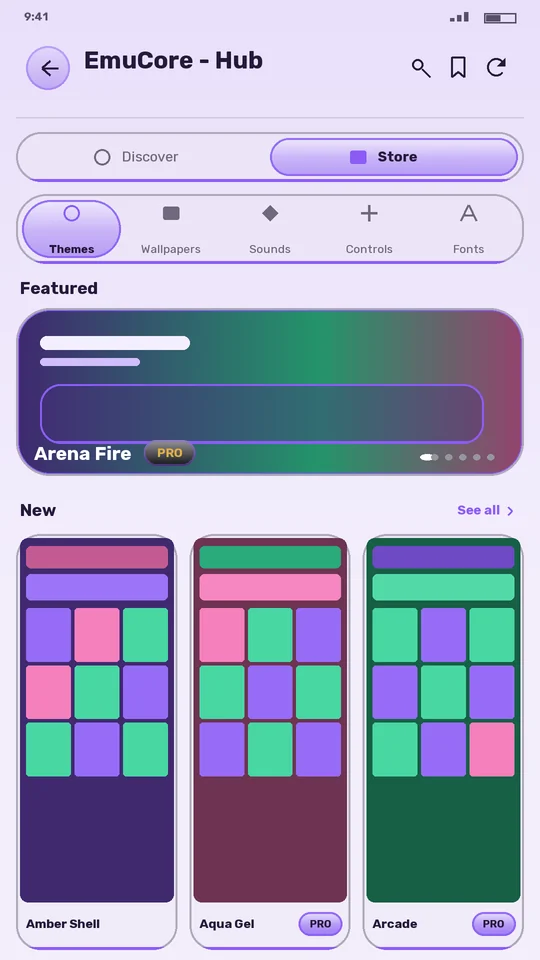 9:41
EmuCore - Hub
Discover
Store
Themes
Wallpapers
Sounds
Controls
Fonts
Featured
Arena Fire
PRO
New
See all
Amber Shell
Aqua Gel
PRO
Arcade
PRO